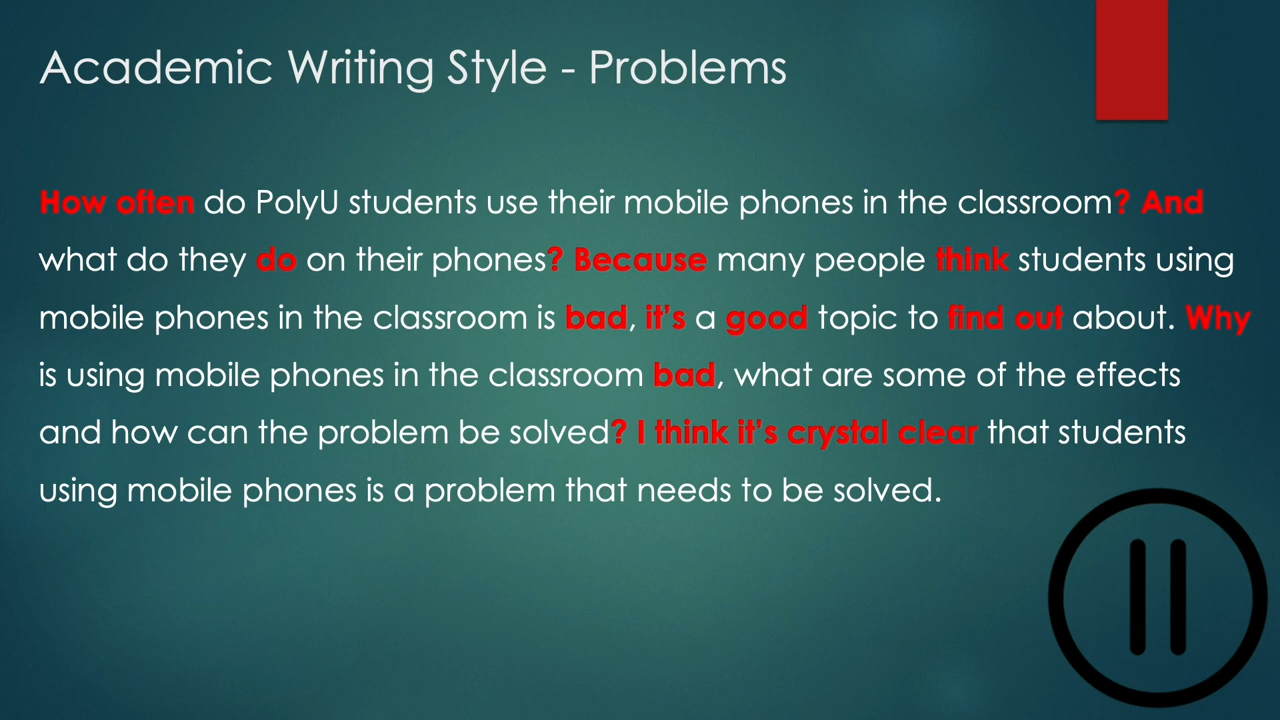 Academic Writing Style - Problems
How often do PolyU students use their mobile phones in the classroom? And
what do they do on their phones? Because many people think students using
mobile phones in the classroom is bad, it’s a good topic to find out about. Why
is using mobile phones in the classroom bad, what are some of the effects
and how can the problem be solved? I think it’s crystal clear that students
using mobile phones is a problem that needs to be solved.